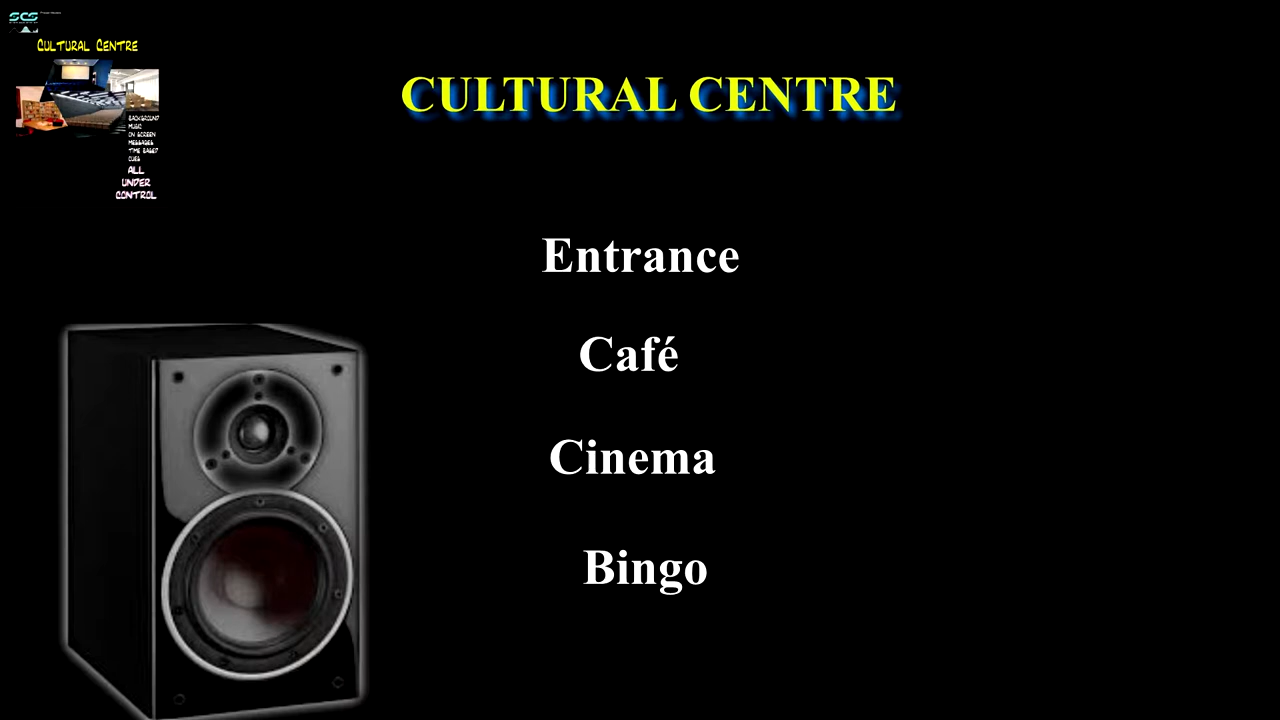 SCS
CULTURAL CENTRE
BACKGROUND
MUSIC
ON SCREEN
MESSAGES
TIME BASED
CUES
ALL
UNDER
CONTROL
CULTURAL CENTRE
Entrance
Café
Cinema
Bingo